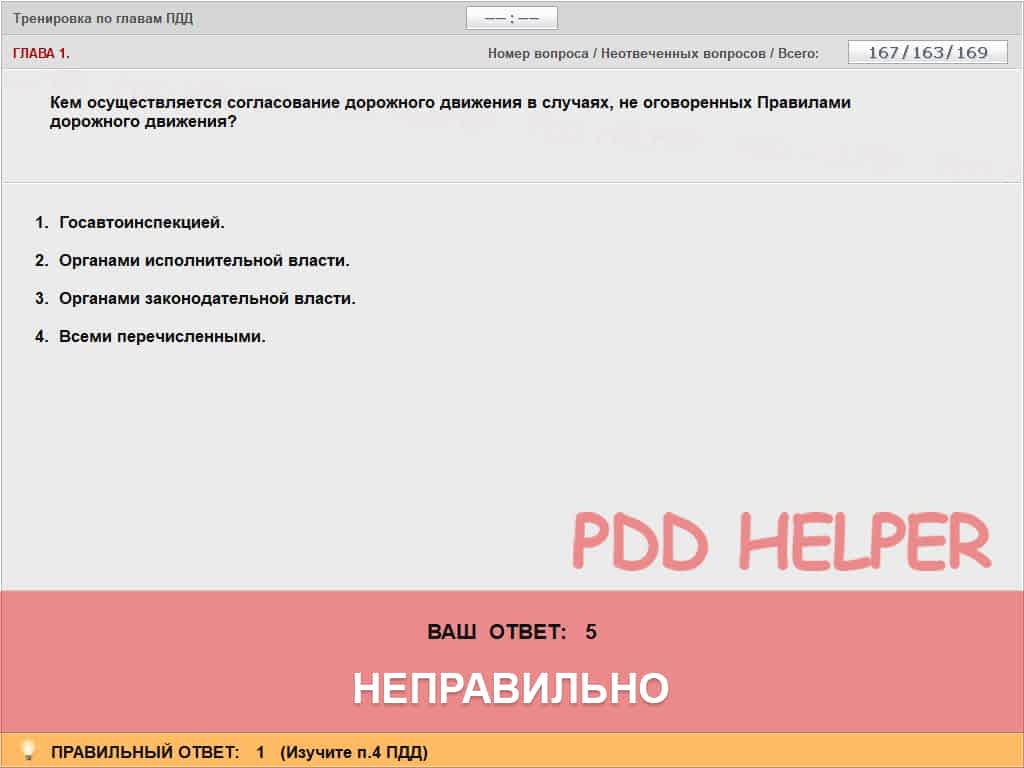 Тренировка по главам ПДД
–– : ––
ГЛАВА 1.
Номер вопроса / Неотвеченных вопросов / Всего:
167/163/169
Кем осуществляется согласование дорожного движения в случаях, не оговоренных Правилами
дорожного движения?
1. Госавтоинспекцией.
2. Органами исполнительной власти.
3. Органами законодательной власти.
4. Всеми перечисленными.
PDD HELPER
ВАШ ОТВЕТ: 5
НЕПРАВИЛЬНО
ПРАВИЛЬНЫЙ ОТВЕТ: 1 (Изучите п.4 ПДД)